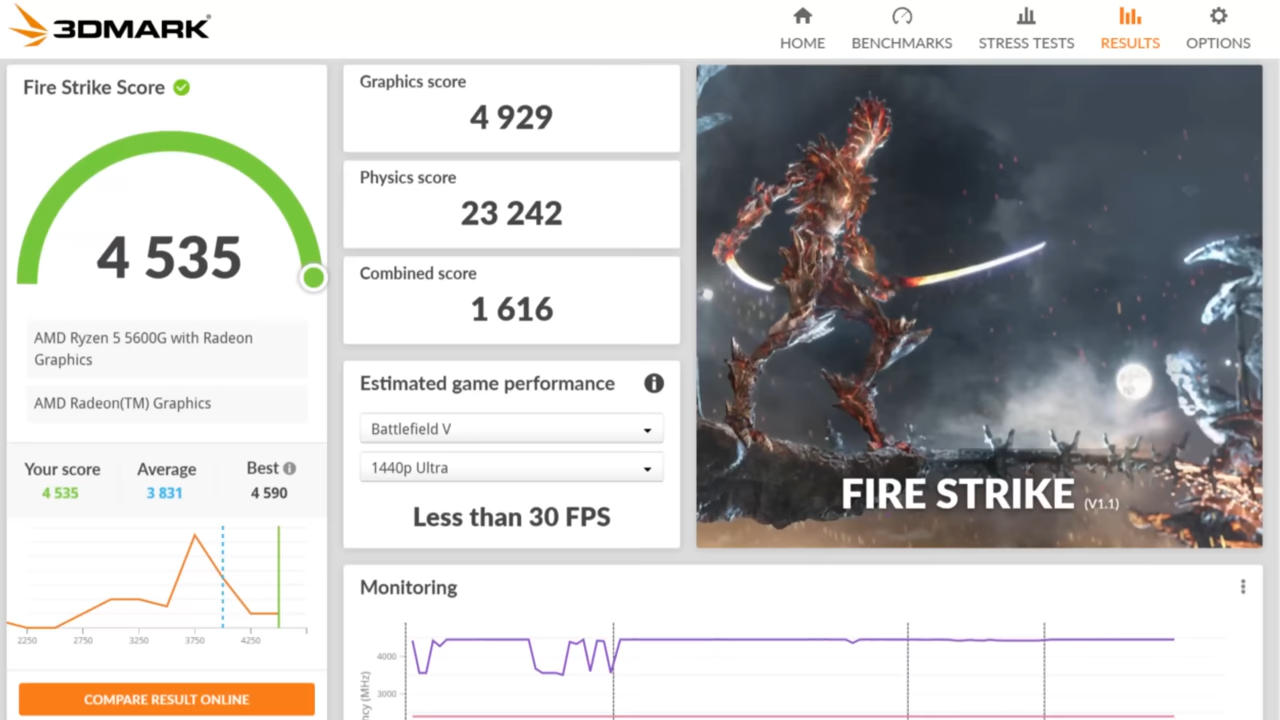 3DMARK®
HOME
BENCHMARKS
STRESS TESTS
RESULTS
OPTIONS
Fire Strike Score
4 535
AMD Ryzen 5 5600G with Radeon
Graphics
AMD Radeon(TM) Graphics
Your score
Average
Best
4 535
3 831
4 590
2250
2750
3250
3750
4250
COMPARE RESULT ONLINE
Graphics score
4 929
Physics score
23 242
Combined score
1 616
Estimated game performance
Battlefield V
1440p Ultra
Less than 30 FPS
FIRE STRIKE (V1.1)
Monitoring
4000
3000
(MHz)